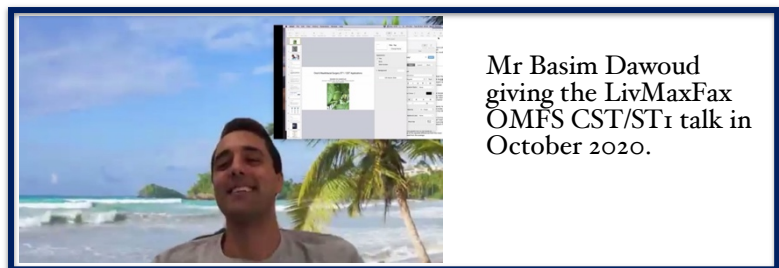 Mr Basim Dawoud
giving the LivMaxFax
OMFS CST/ST1 talk in
October 2020.